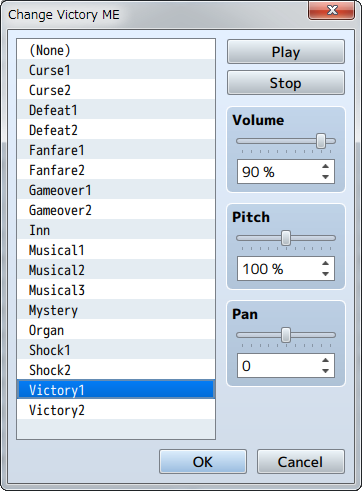 Change Victory ME
(None)
Curse1
Curse2
Defeat1
Defeat2
Fanfare1
Fanfare2
Gameover1
Gameover2
Inn
Musical1
Musical2
Musical3
Mystery
Organ
Shock1
Shock2
Victory1
Victory2
Play
Stop
Volume
90 %
Pitch
100 %
Pan
0
OK
Cancel